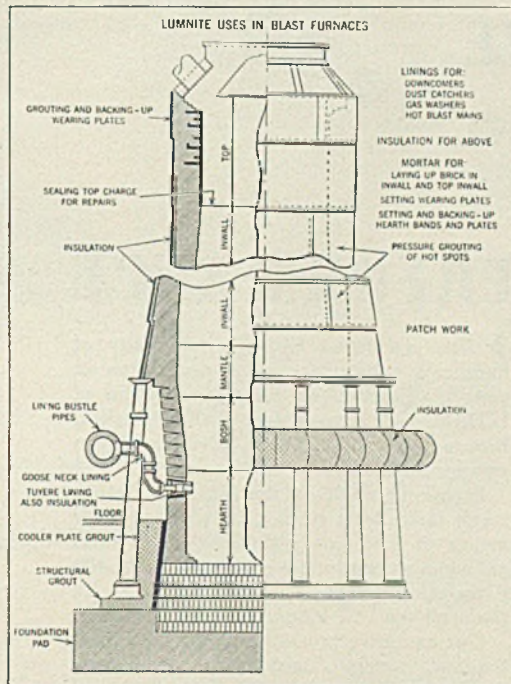 LUMNITE USES IN BLAST FURNACES
GROUTING AND BACKING-UP
WEARING PLATES
SEALING TOP CHARGE
FOR REPAIRS
INSULATION
LINING BUSTLE
PIPES
GOOSE NECK LINING
TUYERE LINING
ALSO INSULATION
FLOOR
COOLER PLATE GROUT
STRUCTURAL
GROUT
FOUNDATION
PAD
TOP
INWALL
INWALL
MANTLE
BOSH
HEARTH
LININGS FOR:
DOWNCOMERS
DUST CATCHERS
GAS WASHERS
HOT BLAST MAINS
INSULATION FOR ABOVE
MORTAR FOR:
LAYING UP BRICK IN
INWALL AND TOP INWALL
SETTING WEARING PLATES
SETTING AND BACKING-UP
HEARTH BANDS AND PLATES
PRESSURE GROUTING
OF HOT SPOTS
PATCH WORK
INSULATION